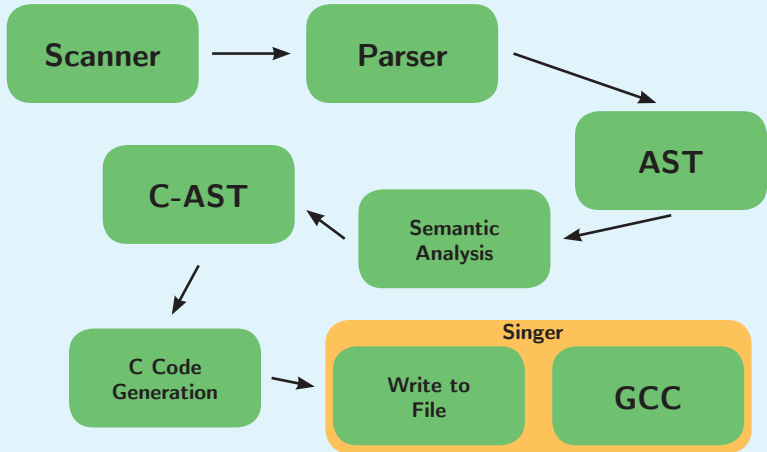 Scanner
Parser
AST
C-AST
Semantic
Analysis
C Code
Generation
Singer
Write to
File
GCC